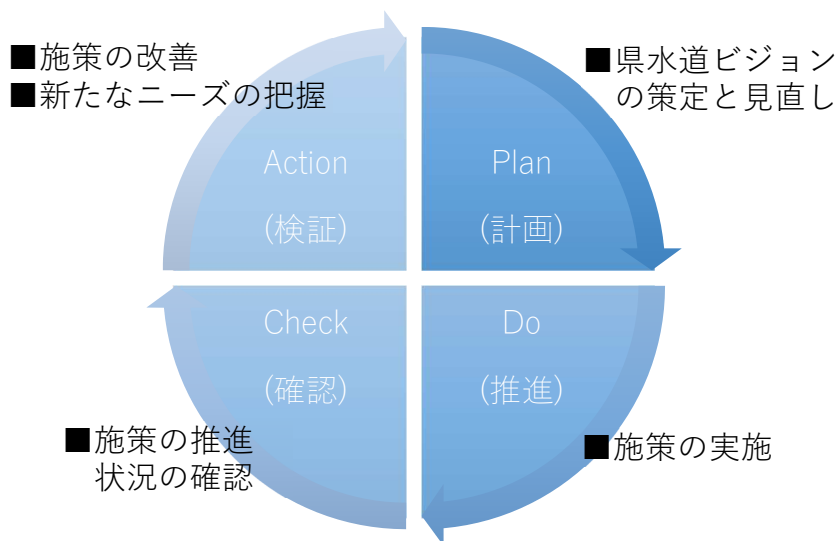 ■施策の改善
■新たなニーズの把握
■県水道ビジョン
の策定と見直し
Action
(検証)
Plan
(計画)
Check
(確認)
Do
(推進)
■施策の推進
状況の確認
■施策の実施